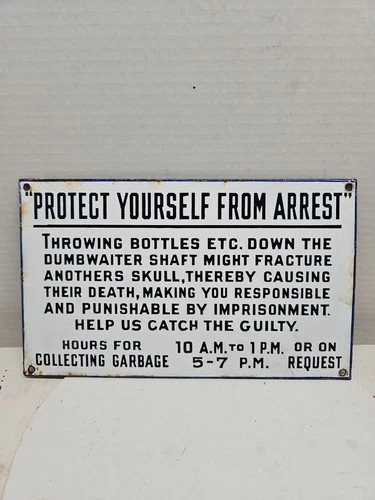 "PROTECT YOURSELF FROM ARREST"
THROWING BOTTLES ETC. DOWN THE
DUMBWAITER SHAFT MIGHT FRACTURE
ANOTHERS SKULL, THEREBY CAUSING
THEIR DEATH, MAKING YOU RESPONSIBLE
AND PUNISHABLE BY IMPRISONMENT.
HELP US CATCH THE GUILTY.
HOURS FOR 10 A.M. TO 1 P.M. OR ON
COLLECTING GARBAGE 5-7 P.M. REQUEST